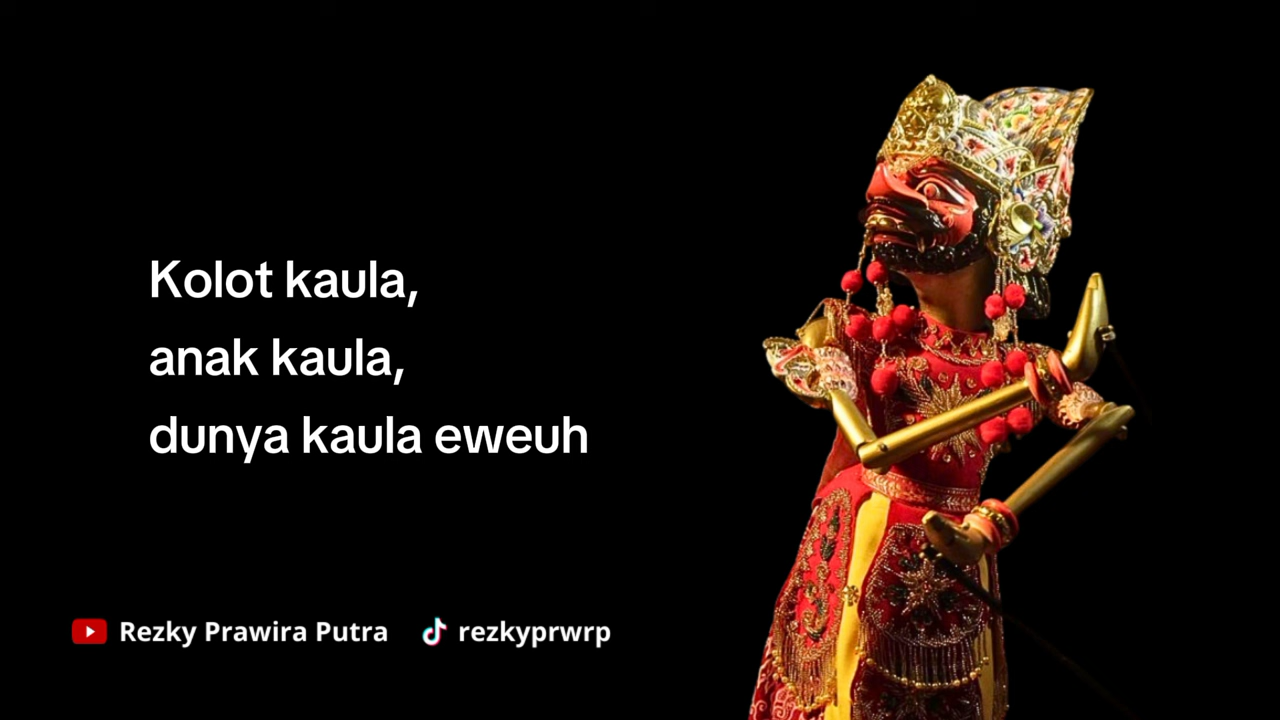 Kolot kaula,
anak kaula,
dunya kaula eweuh
Rezky Prawira Putra rezkyprwrp